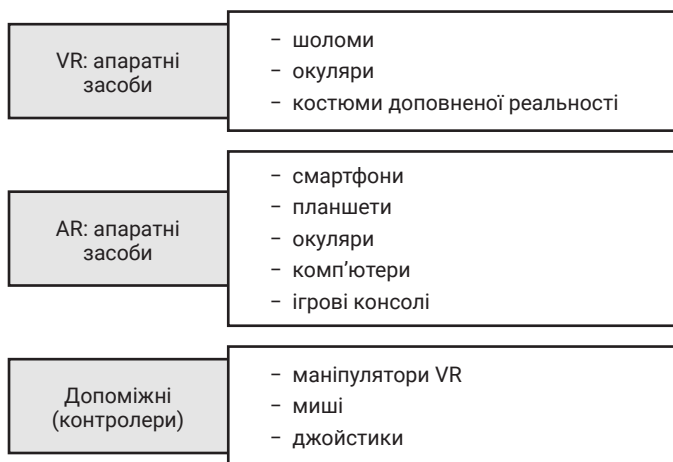 VR: апаратні
засоби
− шоломи
− окуляри
− костюми доповненої реальності
AR: апаратні
засоби
− смартфони
− планшети
− окуляри
− комп’ютери
− ігрові консолі
Допоміжні
(контролери)
− маніпулятори VR
− миші
− джойстики